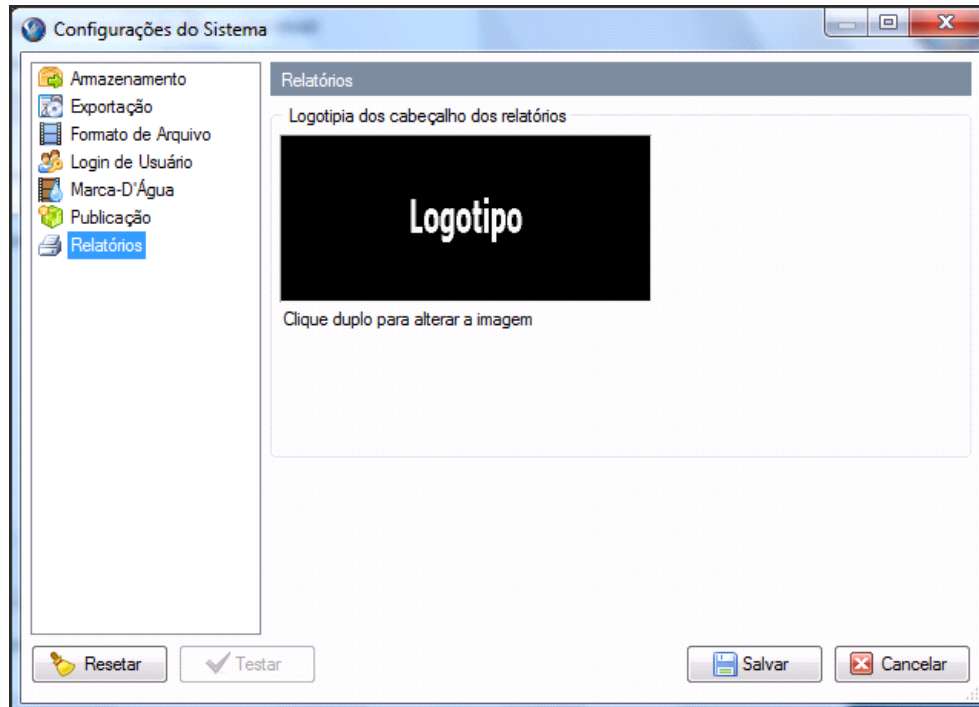 Configurações do Sistema
Armazenamento
Exportação
Formato de Arquivo
Login de Usuário
Marca-D'Água
Publicação
Relatórios
Relatórios
Logotipia dos cabeçalho dos relatórios
Logotipo
Clique duplo para alterar a imagem
Resetar
Testar
Salvar
Cancelar